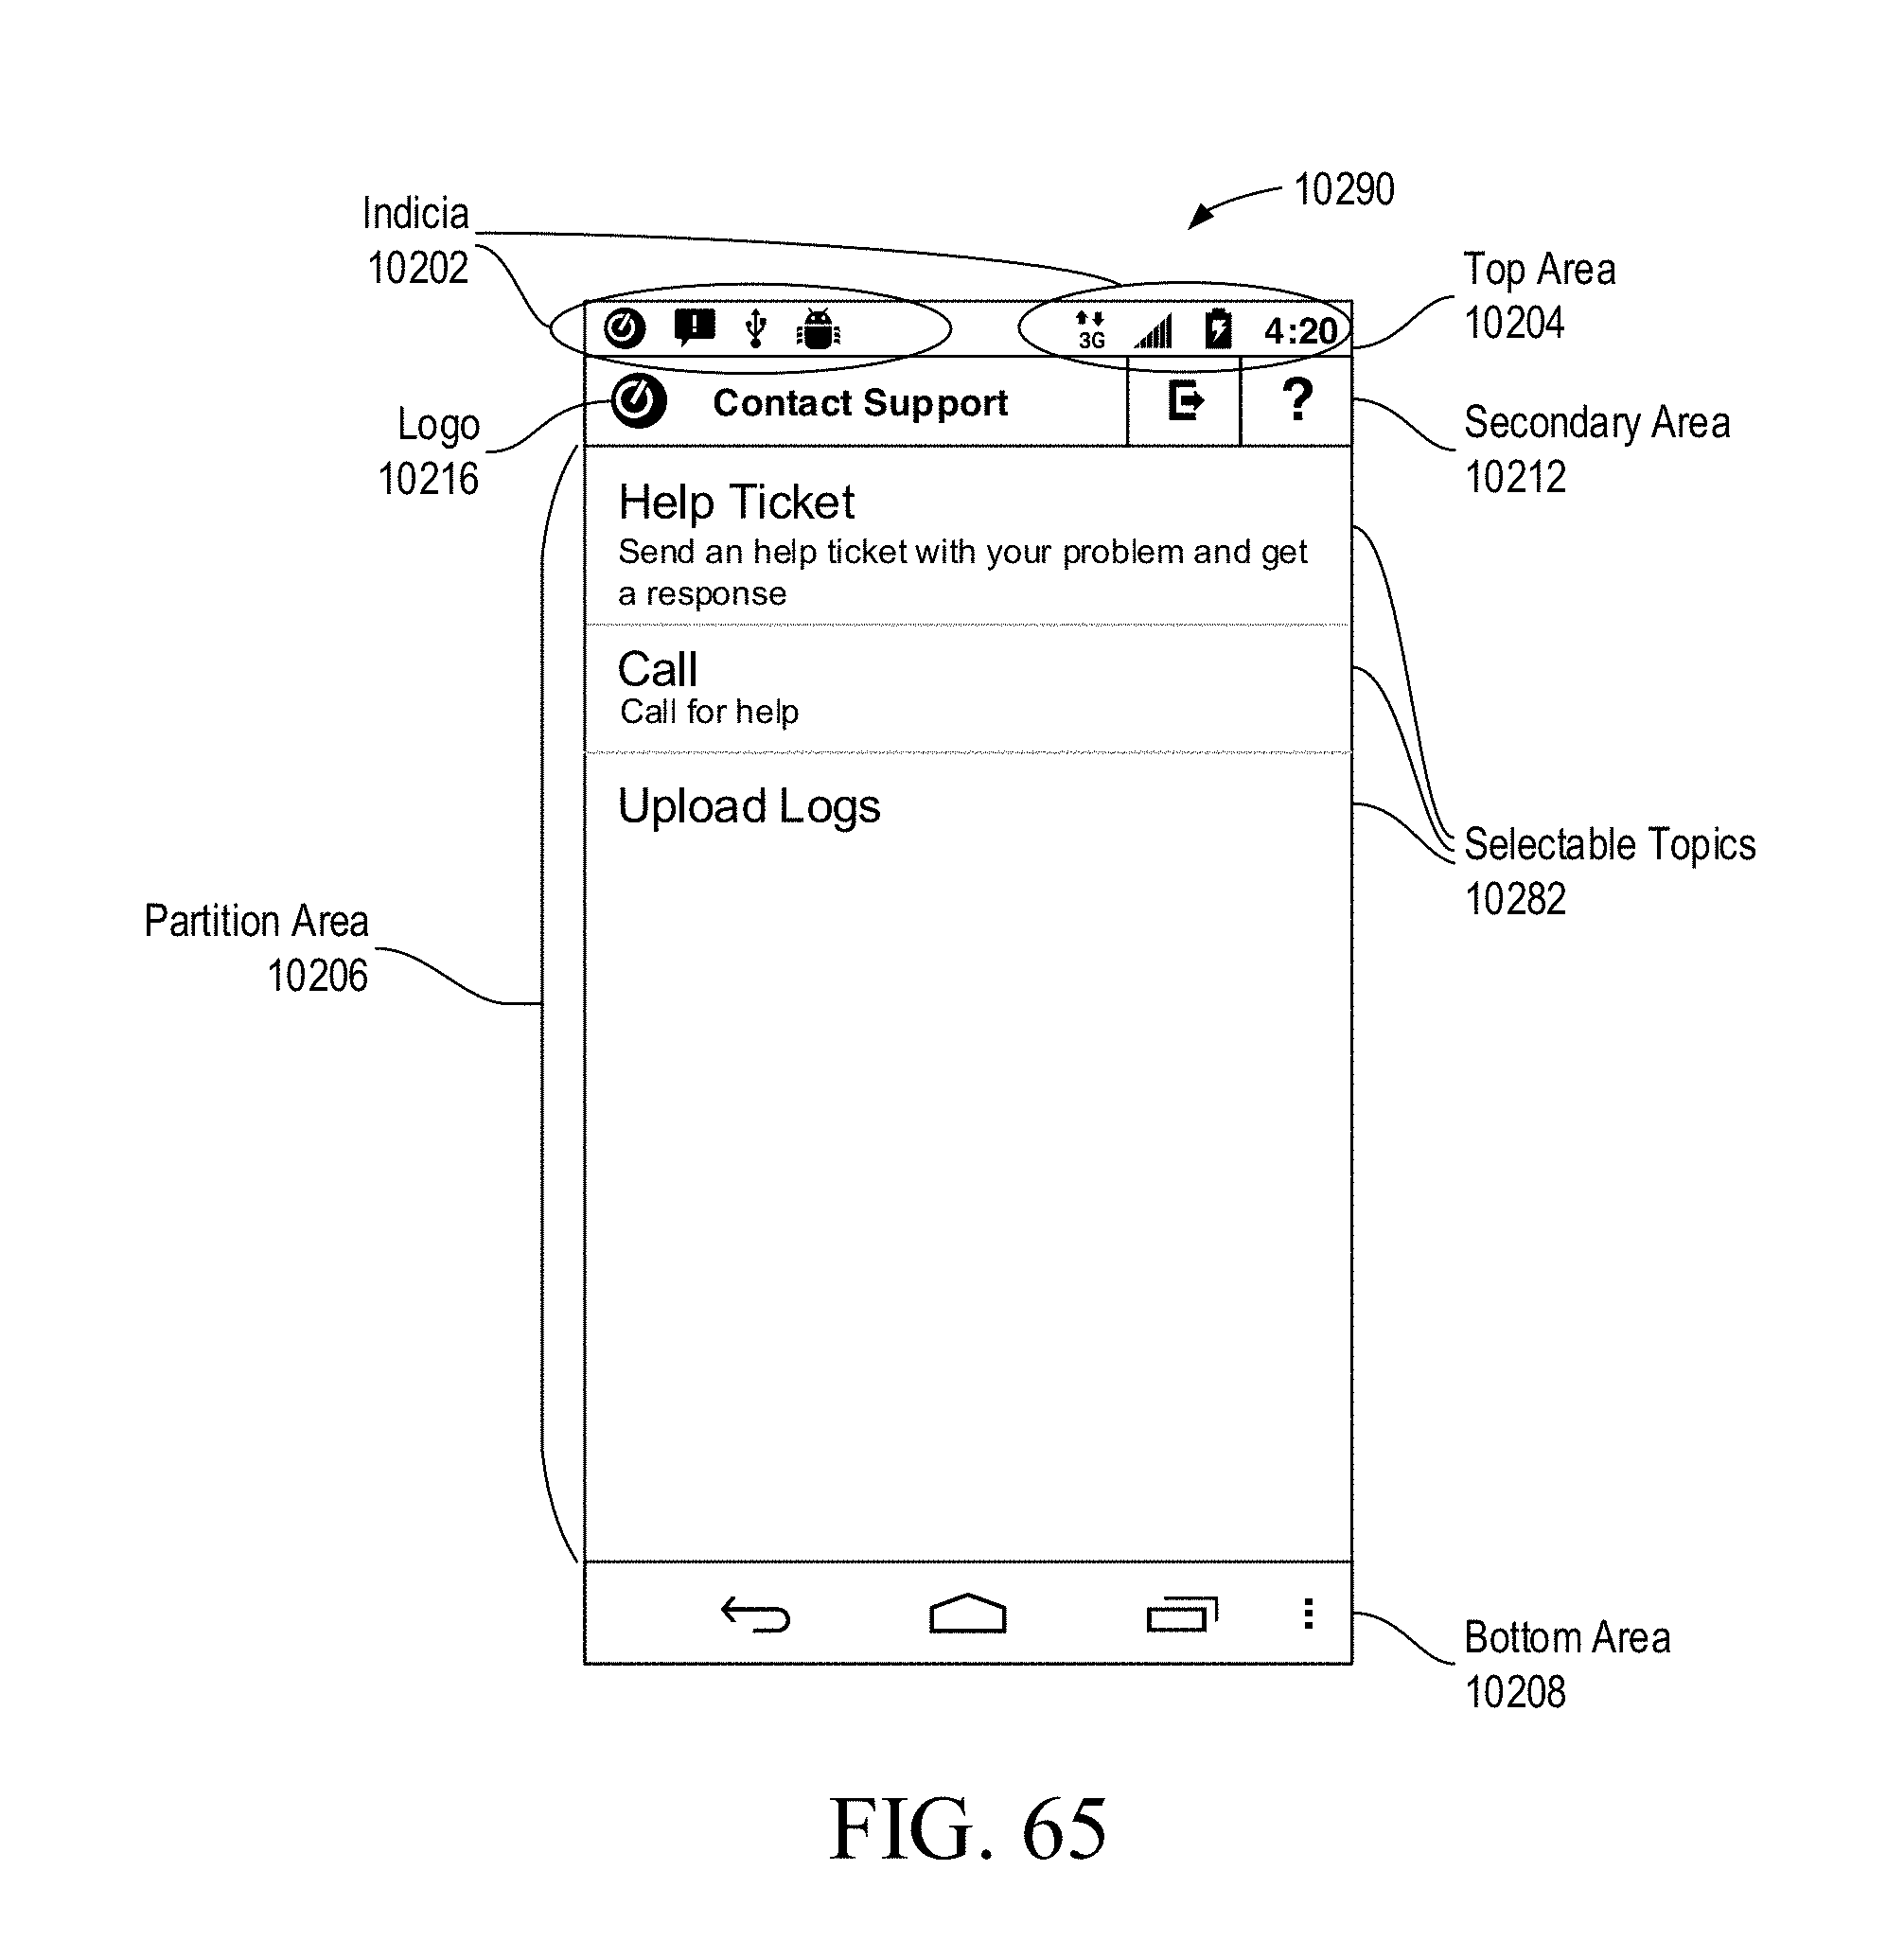 10290
Indicia
10202
Top Area
10204
3G
4:20
Logo
10216
Contact Support
?
Secondary Area
10212
Help Ticket
Send an help ticket with your problem and get
a response
Call
Call for help
Upload Logs
Selectable Topics
10282
Partition Area
10206
Bottom Area
10208
FIG. 65